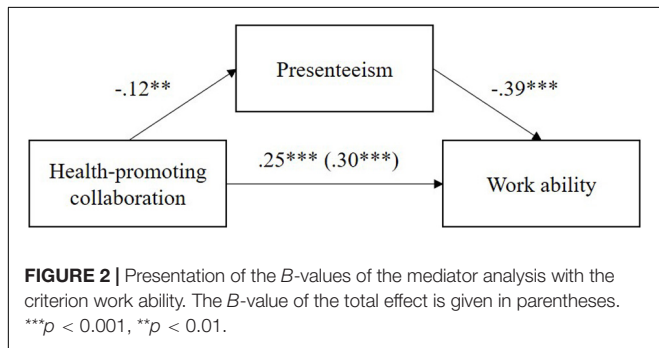 Presenteeism
-.12**
-.39***
Health-promoting
collaboration
.25*** (.30***)
Work ability
FIGURE 2 | Presentation of the B-values of the mediator analysis with the
criterion work ability. The B-value of the total effect is given in parentheses.
***p < 0.001, **p < 0.01.